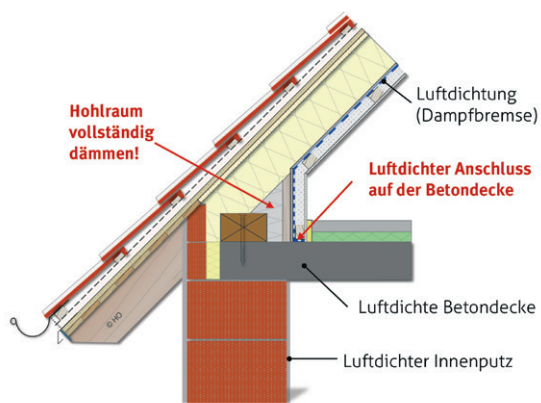 Hohlraum
vollständig
dämmen!
Luftdichtung
(Dampfbremse)
Luftdichter Anschluss
auf der Betondecke
Luftdichte Betondecke
Luftdichter Innenputz
© HO